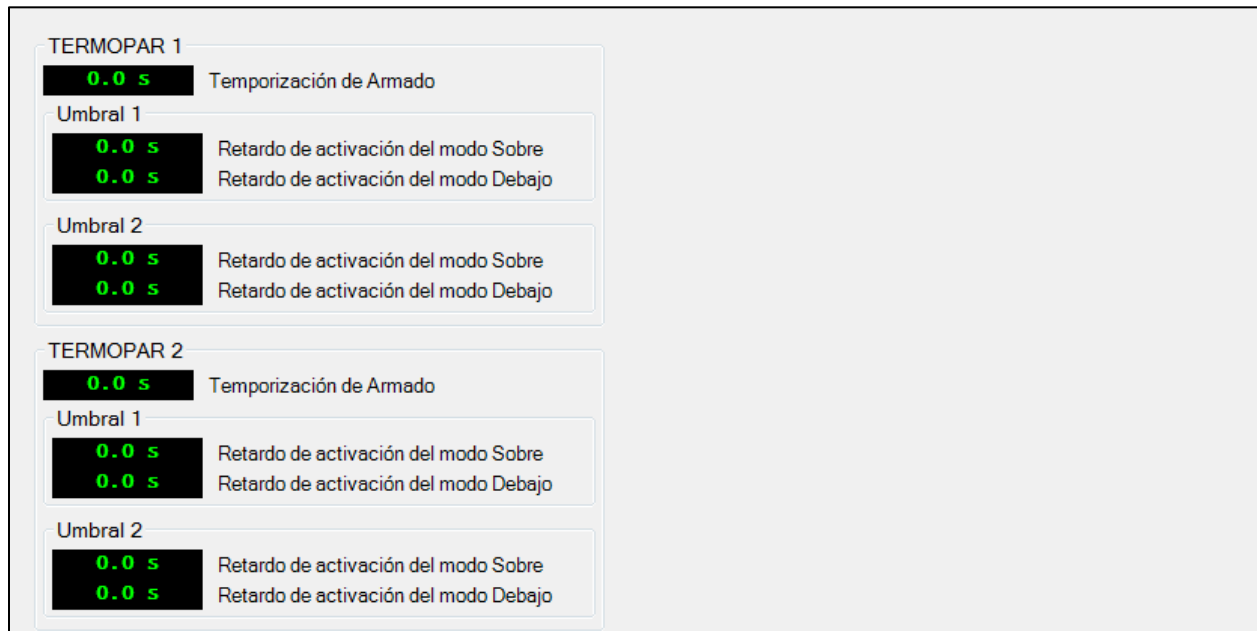 TERMOPAR 1
0.0 s Temporización de Armado
Umbral 1
0.0 s Retardo de activación del modo Sobre
0.0 s Retardo de activación del modo Debajo
Umbral 2
0.0 s Retardo de activación del modo Sobre
0.0 s Retardo de activación del modo Debajo
TERMOPAR 2
0.0 s Temporización de Armado
Umbral 1
0.0 s Retardo de activación del modo Sobre
0.0 s Retardo de activación del modo Debajo
Umbral 2
0.0 s Retardo de activación del modo Sobre
0.0 s Retardo de activación del modo Debajo